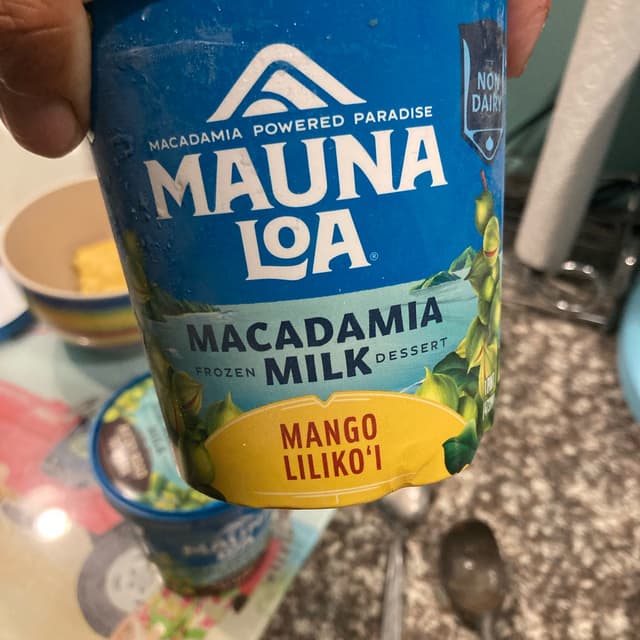 MACADAMIA POWERED PARADISE
MAUNA
LOA®
NON
DAIRY
MACADAMIA
FROZEN MILK DESSERT
MANGO
LILIKO‘I